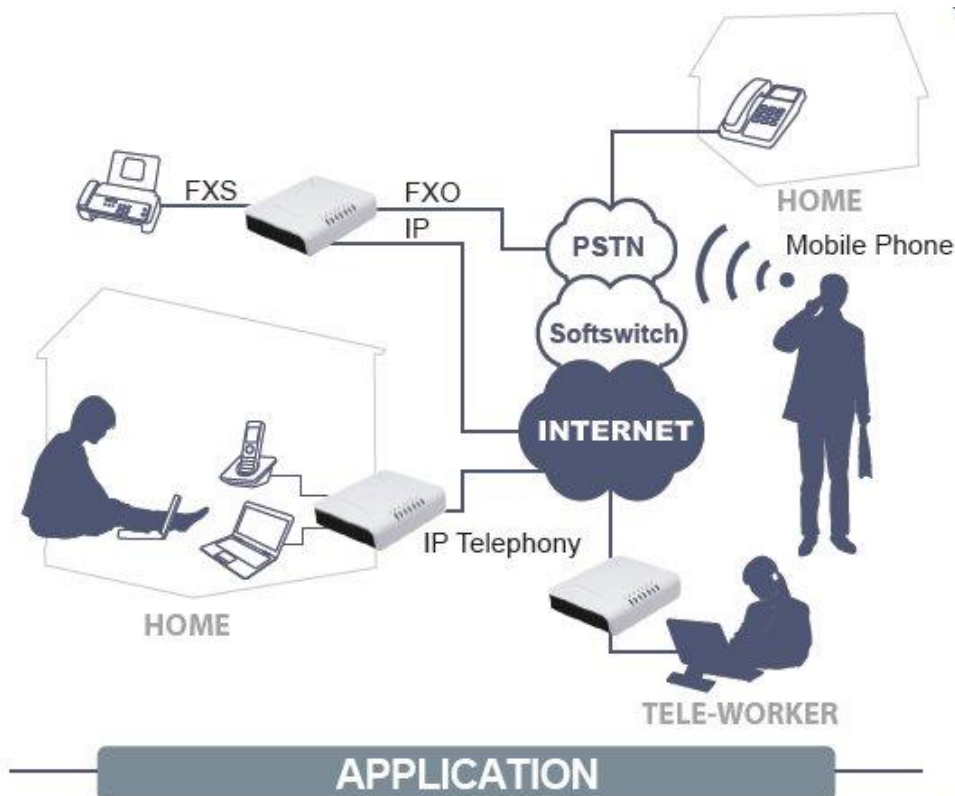 HOME
FXS
FXO
IP
PSTN
Mobile Phone
Softswitch
INTERNET
IP Telephony
HOME
TELE-WORKER
APPLICATION